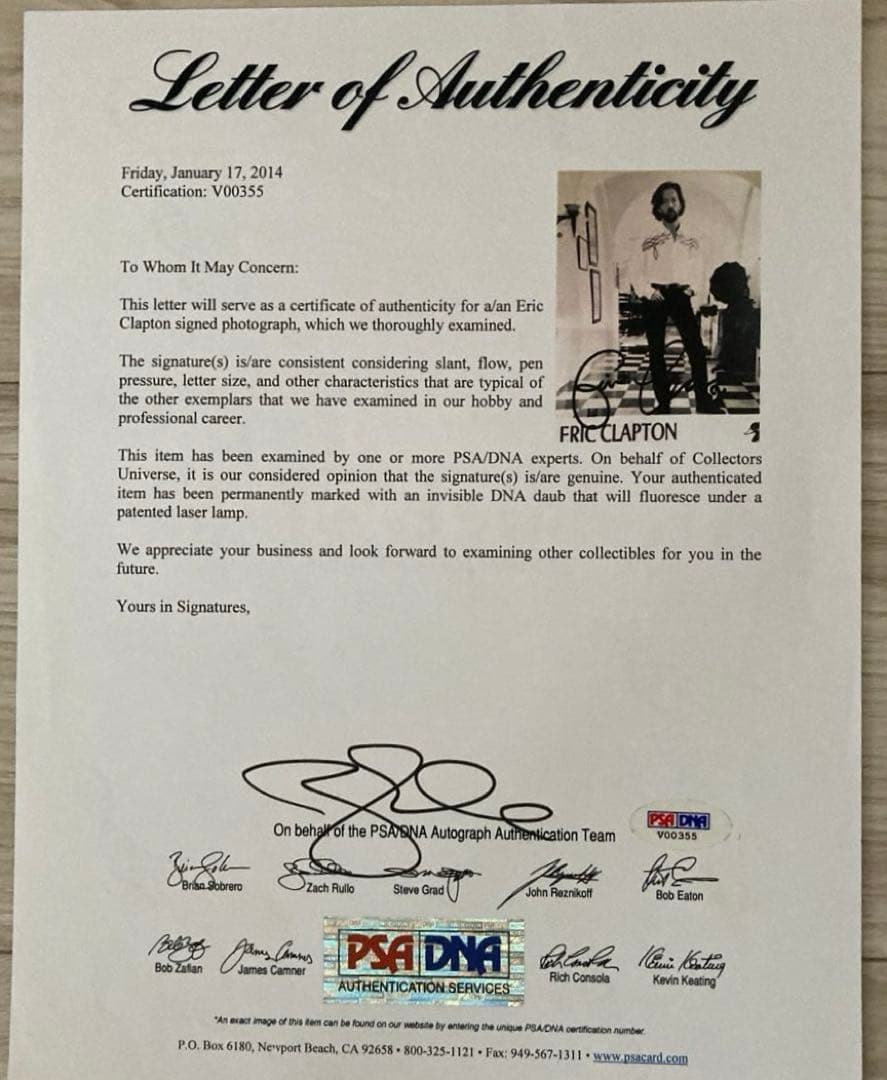 Letter of Authenticity
Friday, January 17, 2014
Certification: V00355
To Whom It May Concern:
This letter will serve as a certificate of authenticity for a/an Eric
Clapton signed photograph, which we thoroughly examined.
The signature(s) is/are consistent considering slant, flow, pen
pressure, letter size, and other characteristics that are typical of
the other exemplars that we have examined in our hobby and
professional career.
ERIC CLAPTON
This item has been examined by one or more PSA/DNA experts. On behalf of Collectors
Universe, it is our considered opinion that the signature(s) is/are genuine. Your authenticated
item has been permanently marked with an invisible DNA daub that will fluoresce under a
patented laser lamp.
We appreciate your business and look forward to examining other collectibles for you in the
future.
Yours in Signatures,
On behalf of the PSA/DNA Autograph Authentication Team
PSA DNA
V00355
Brian Sobrero
Zach Rullo
Steve Grad
John Reznikoff
Bob Eaton
Bob Zafian
James Camner
PSA DNA
AUTHENTICATION SERVICES
Rich Consola
Kevin Keating
*An exact image of this item can be found on our website by entering the unique PSA/DNA certification number.
P.O. Box 6180, Newport Beach, CA 92658 • 800-325-1121 • Fax: 949-567-1311 • www.psacard.com